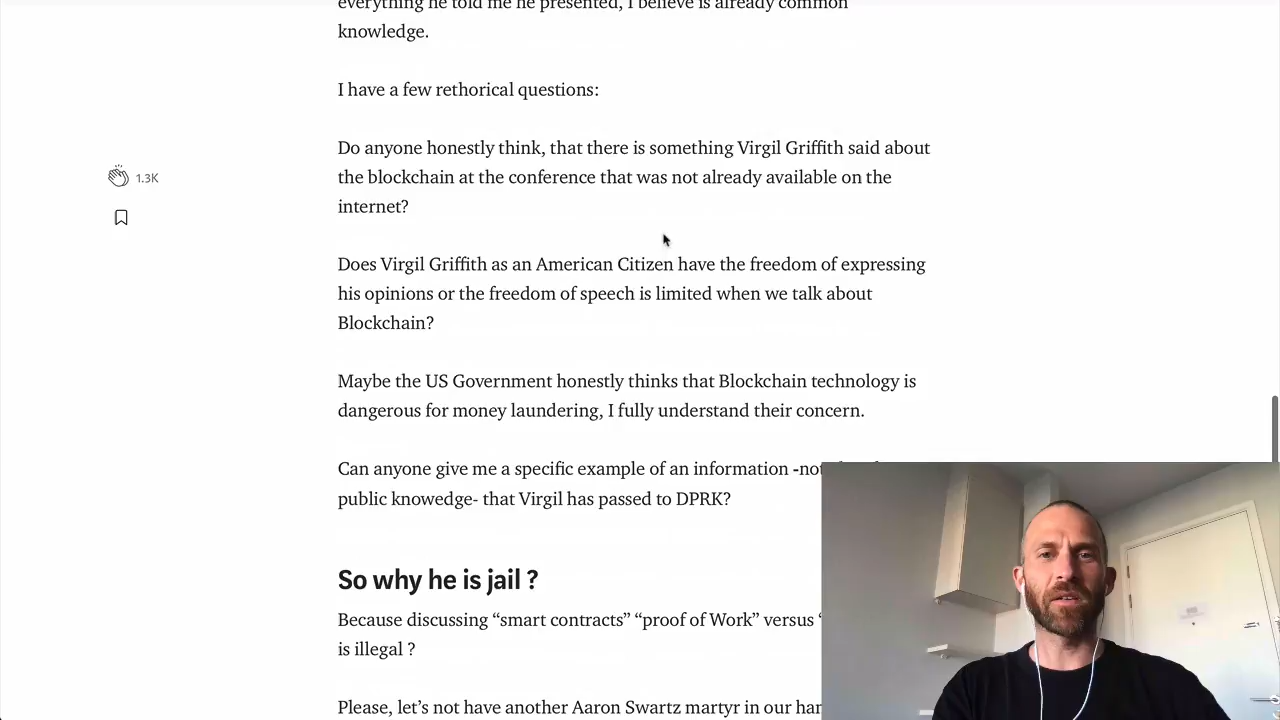 everything he told me he presented, I believe is already common
knowledge.
I have a few rethorical questions:
Do anyone honestly think, that there is something Virgil Griffith said about
the blockchain at the conference that was not already available on the
internet?
1.3K
Does Virgil Griffith as an American Citizen have the freedom of expressing
his opinions or the freedom of speech is limited when we talk about
Blockchain?
Maybe the US Government honestly thinks that Blockchain technology is
dangerous for money laundering, I fully understand their concern.
Can anyone give me a specific example of an information -not
public knowedge- that Virgil has passed to DPRK?
So why he is jail ?
Because discussing “smart contracts” “proof of Work” versus
is illegal ?
Please, let’s not have another Aaron Swartz martyr in our